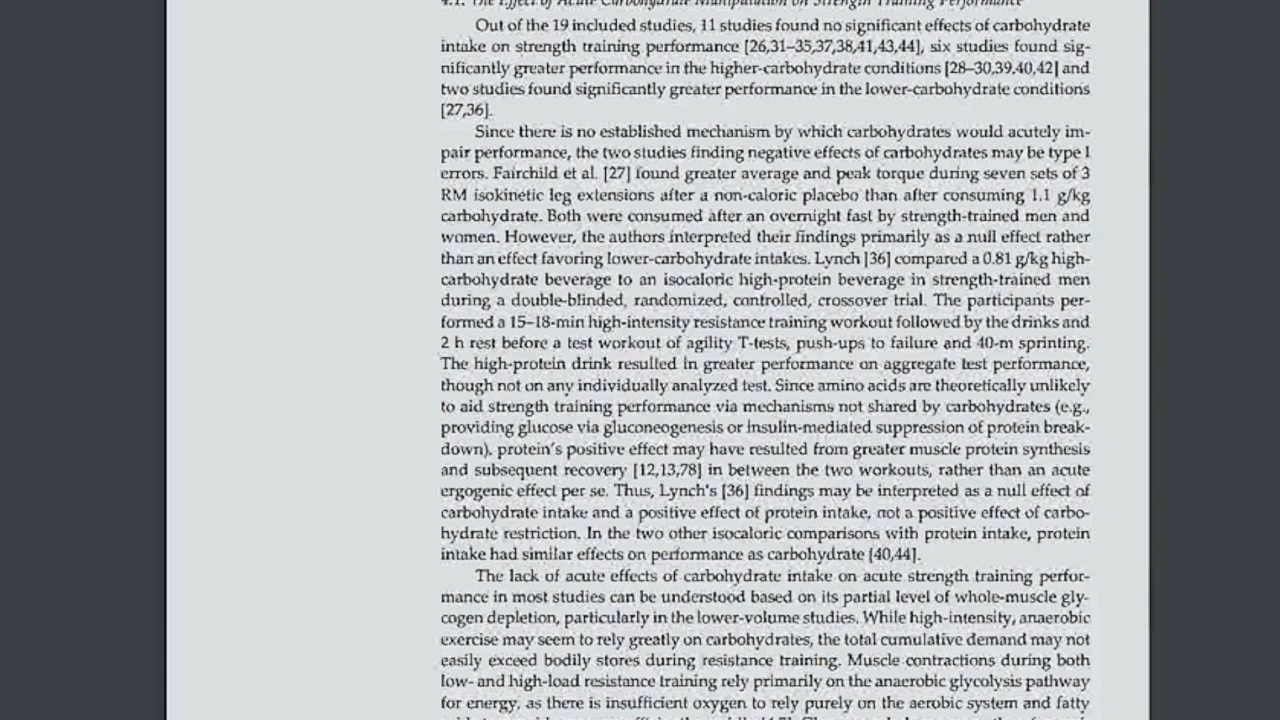 4.1. The Effect of Acute Carbohydrate Manipulation on Strength Training Performance
Out of the 19 included studies, 11 studies found no significant effects of carbohydrate
intake on strength training performance [26,31–35,37,38,41,43,44], six studies found sig-
nificantly greater performance in the higher-carbohydrate conditions [28–30,39,40,42] and
two studies found significantly greater performance in the lower-carbohydrate conditions
[27,36].
Since there is no established mechanism by which carbohydrates would acutely im-
pair performance, the two studies finding negative effects of carbohydrates may be type I
errors. Fairchild et al. [27] found greater average and peak torque during seven sets of 3
RM isokinetic leg extensions after a non-caloric placebo than after consuming 1.1 g/kg
carbohydrate. Both were consumed after an overnight fast by strength-trained men and
women. However, the authors interpreted their findings primarily as a null effect rather
than an effect favoring lower-carbohydrate intakes. Lynch [36] compared a 0.81 g/kg high-
carbohydrate beverage to an isocaloric high-protein beverage in strength-trained men
during a double-blinded, randomized, controlled, crossover trial. The participants per-
formed a 15–18-min high-intensity resistance training workout followed by the drinks and
2 h rest before a test workout of agility T-tests, push-ups to failure and 40-m sprinting.
The high-protein drink resulted in greater performance on aggregate test performance,
though not on any individually analyzed test. Since amino acids are theoretically unlikely
to aid strength training performance via mechanisms not shared by carbohydrates (e.g.,
providing glucose via gluconeogenesis or insulin-mediated suppression of protein break-
down), protein's positive effect may have resulted from greater muscle protein synthesis
and subsequent recovery [12,13,78] in between the two workouts, rather than an acute
ergogenic effect per se. Thus, Lynch's [36] findings may be interpreted as a null effect of
carbohydrate intake and a positive effect of protein intake, not a positive effect of carbo-
hydrate restriction. In the two other isocaloric comparisons with protein intake, protein
intake had similar effects on performance as carbohydrate [40,44].
The lack of acute effects of carbohydrate intake on acute strength training perfor-
mance in most studies can be understood based on its partial level of whole-muscle gly-
cogen depletion, particularly in the lower-volume studies. While high-intensity, anaerobic
exercise may seem to rely greatly on carbohydrates, the total cumulative demand may not
easily exceed bodily stores during resistance training. Muscle contractions during both
low- and high-load resistance training rely primarily on the anaerobic glycolysis pathway
for energy, as there is insufficient oxygen to rely purely on the aerobic system and fatty